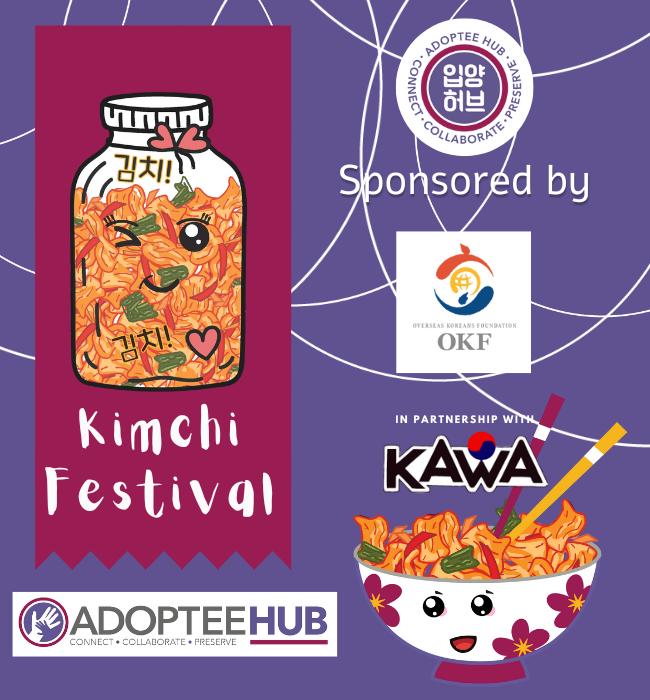 김치!
김치!
Kimchi
Festival
ADOPTEEHUB
CONNECT • COLLABORATE • PRESERVE
• ADOPTEE HUB • PRESERVE • COLLABORATE • CONNECT
입양
허브
Sponsored by
OVERSEAS KOREANS FOUNDATION
OKF
IN PARTNERSHIP WITH
KAWA